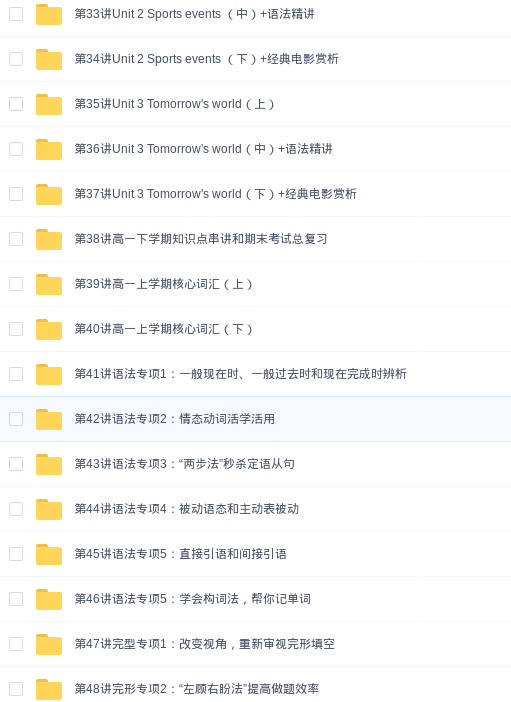 第33讲Unit 2 Sports events（中）+语法精讲
第34讲Unit 2 Sports events（下）+经典电影赏析
第35讲Unit 3 Tomorrow's world（上）
第36讲Unit 3 Tomorrow's world（中）+语法精讲
第37讲Unit 3 Tomorrow's world（下）+经典电影赏析
第38讲高一下学期知识点串讲和期末考试总复习
第39讲高一上学期核心词汇（上）
第40讲高一上学期核心词汇（下）
第41讲语法专项1：一般现在时、一般过去时和现在完成时辨析
第42讲语法专项2：情态动词活学活用
第43讲语法专项3：“两步法”秒杀定语从句
第44讲语法专项4：被动语态和主动表被动
第45讲语法专项5：直接引语和间接引语
第46讲语法专项5：学会构词法，帮你记单词
第47讲完型专项1：改变视角，重新审视完形填空
第48讲完形专项2：“左顾右盼法”提高做题效率